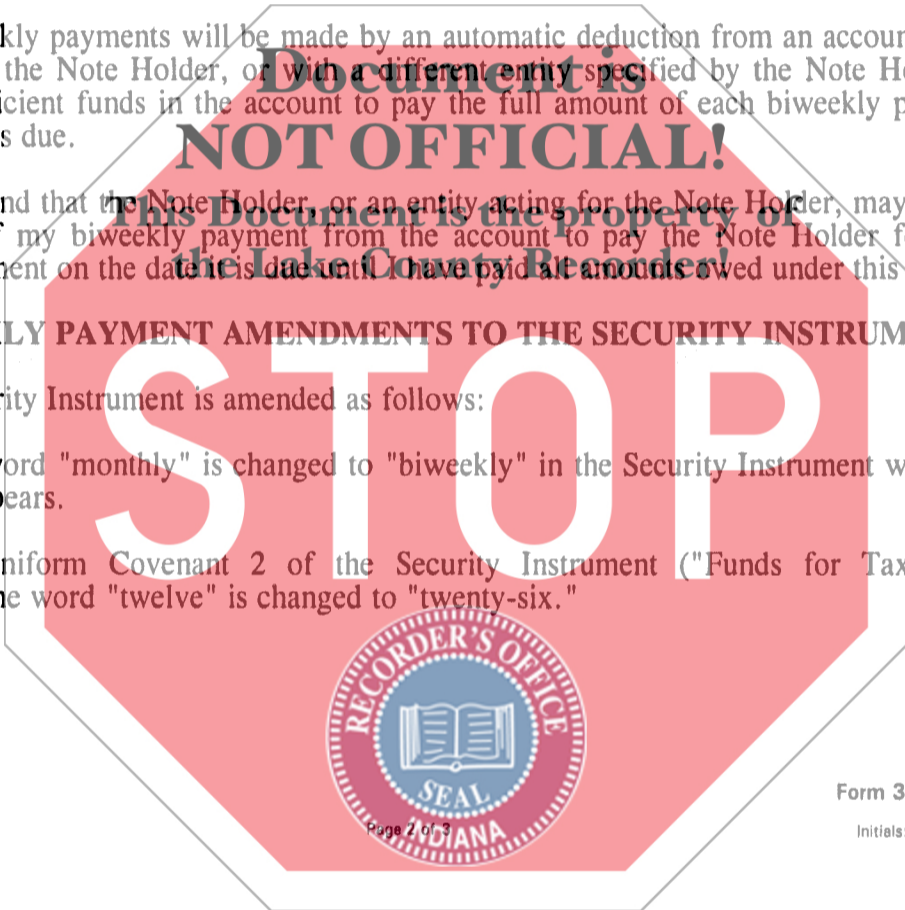 kly payments will be made by an automatic deduction from an accoun
the Note Holder, or with a different entity specified by the Note H
Document is
icient funds in the account to pay the full amount of each biweekly p
s due.
NOT OFFICIAL!
nd that the Note Holder, or an entity acting for the Note Holder, may
This Document is the property of
my biweekly payment from the account to pay the Note Holder f
the Lake County Recorder!
ent on the date it is due until I have paid all amounts owed under this
LY PAYMENT AMENDMENTS TO THE SECURITY INSTRUM
STOP
ity Instrument is amended as follows:
ord "monthly" is changed to "biweekly" in the Security Instrument w
ears.
niform Covenant 2 of the Security Instrument ("Funds for Tax
e word "twelve" is changed to "twenty-six."
RECORDER'S OFFICE
SEAL
INDIANA
Form 3
Page 2 of 3
Initials: